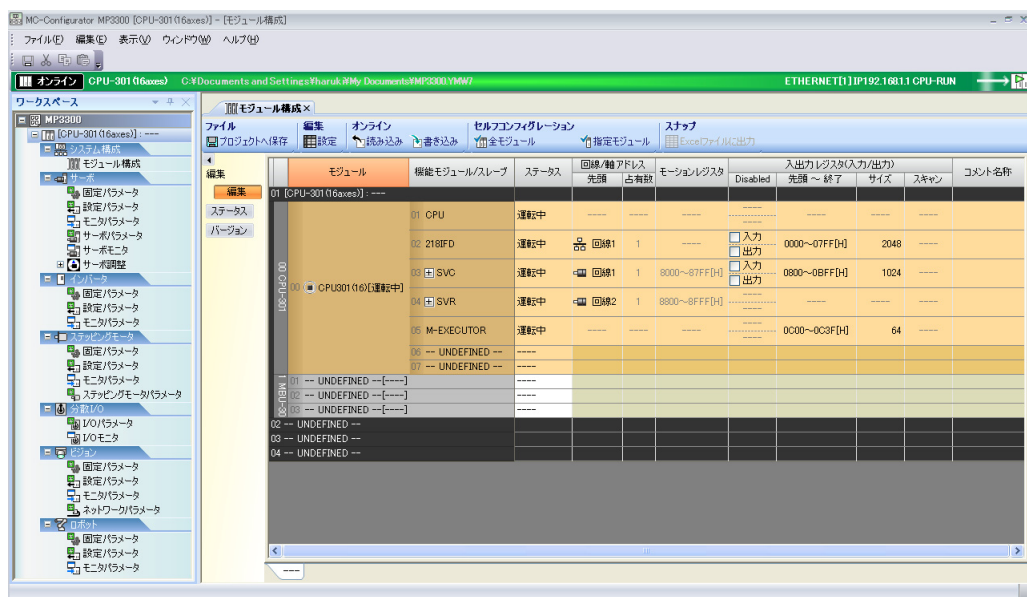 MC-Configurator MP3300 [CPU-301(16axes)] - [モジュール構成]
ファイル(F) 編集(E) 表示(V) ウィンドウ(W) ヘルプ(H)
オンライン CPU-301(16axes) C:¥Documents and Settings¥haruk¥My Documents¥MP3300.YMW7 ETHERNET[1] IP192.168.1.1 CPU-RUN
ワークスペース
MP3300
[CPU-301(16axes)] : ----
システム構成
モジュール構成
サーボ
固定パラメータ
設定パラメータ
モニタパラメータ
サーボパラメータ
サーボモニタ
サーボ調整
インバータ
固定パラメータ
設定パラメータ
モニタパラメータ
ステッピングモータ
固定パラメータ
設定パラメータ
モニタパラメータ
ステッピングモータパラメータ
分散I/O
I/Oパラメータ
I/Oモニタ
ビジョン
固定パラメータ
設定パラメータ
モニタパラメータ
ネットワークパラメータ
ロボット
固定パラメータ
設定パラメータ
モニタパラメータ
モジュール構成×
ファイル 編集 オンライン セルフコンフィグレーション スナップ
プロジェクトへ保存 設定 読み込み 書き込み 全モジュール 指定モジュール Excelファイルに出力
編集
編集
ステータス
バージョン
モジュール 機能モジュール/スレーブ ステータス 回線/軸アドレス モーションレジスタ 入出力レジスタ(入力/出力) コメント名称
先頭 占有数 Disabled 先頭 ~ 終了 サイズ スキャン
01 [CPU-301(16axes)] : ----
00 CPU-301
00 CPU301(16)[運転中]
01 CPU 運転中 ---- ---- ---- ---- ---- ---- ---- ----
02 218IFD 運転中 回線1 1 ---- 入力 出力 0000~07FF[H] 2048 ----
03 SVC 運転中 回線1 1 8000~87FF[H] 入力 出力 0800~0BFF[H] 1024 ----
04 SVR 運転中 回線2 1 8800~8FFF[H] ---- ---- ---- ---- ----
05 M-EXECUTOR 運転中 ---- ---- ---- ---- ---- 0C00~0C3F[H] 64 ----
06 -- UNDEFINED -- ----
07 -- UNDEFINED -- ----
01 -- UNDEFINED --[----] ----
02 -- UNDEFINED --[----] ----
03 -- UNDEFINED --[----] ----
02 -- UNDEFINED --
03 -- UNDEFINED --
04 -- UNDEFINED --
---